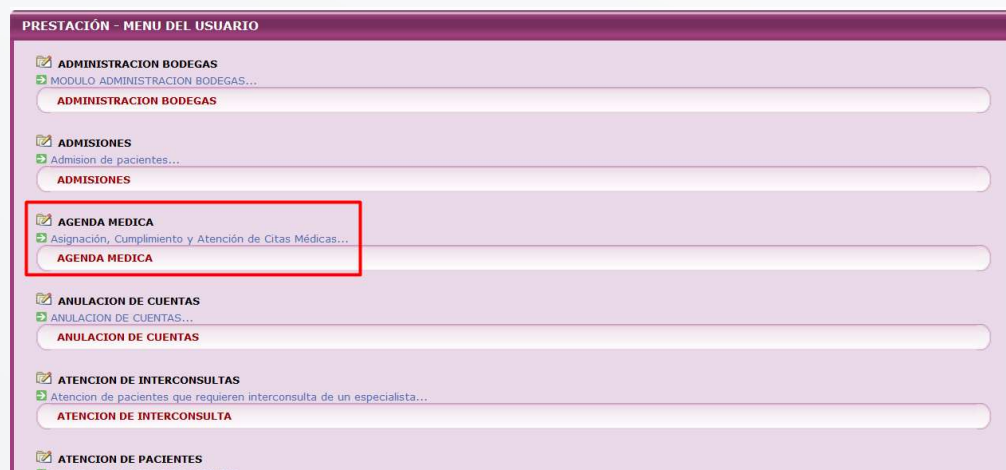 PRESTACIÓN - MENU DEL USUARIO
ADMINISTRACION BODEGAS
MODULO ADMINISTRACION BODEGAS...
ADMINISTRACION BODEGAS
ADMISIONES
Admision de pacientes...
ADMISIONES
AGENDA MEDICA
Asignación, Cumplimiento y Atención de Citas Médicas...
AGENDA MEDICA
ANULACION DE CUENTAS
ANULACION DE CUENTAS...
ANULACION DE CUENTAS
ATENCION DE INTERCONSULTAS
Atencion de pacientes que requieren interconsulta de un especialista...
ATENCION DE INTERCONSULTA
ATENCION DE PACIENTES